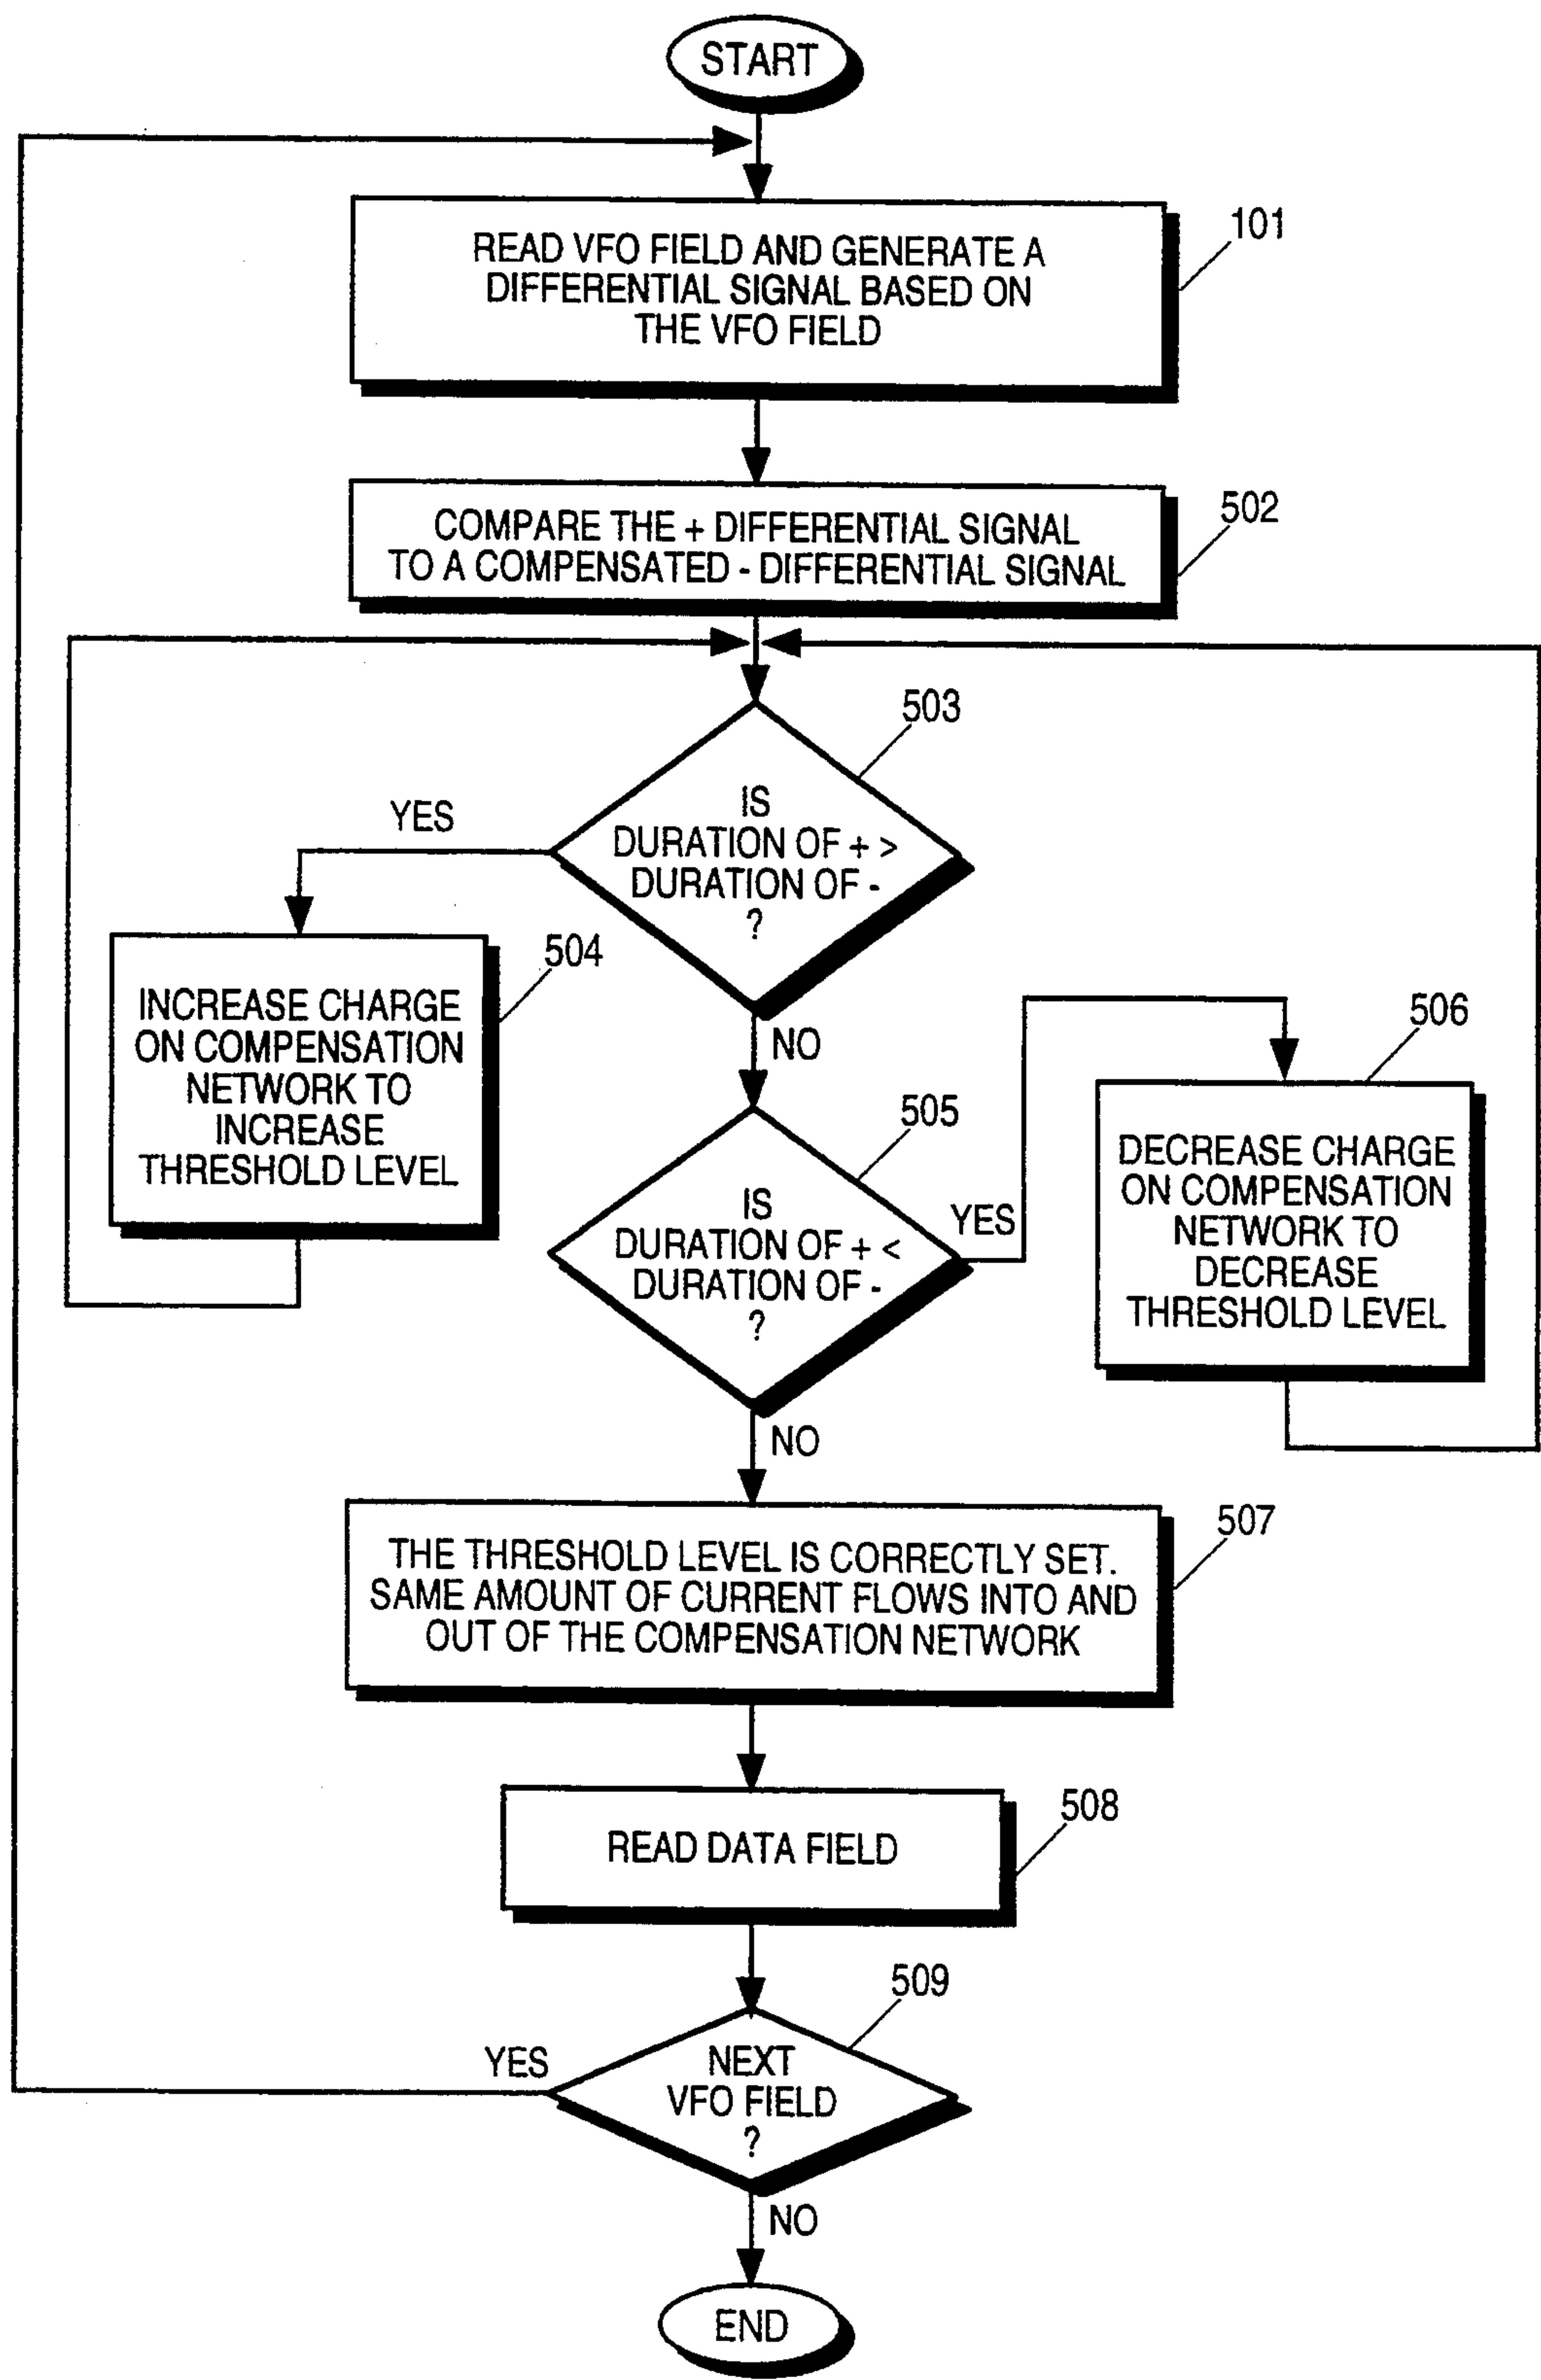 START
READ VFO FIELD AND GENERATE A
DIFFERENTIAL SIGNAL BASED ON
THE VFO FIELD
101
COMPARE THE + DIFFERENTIAL SIGNAL
TO A COMPENSATED - DIFFERENTIAL SIGNAL
502
503
IS
DURATION OF + >
DURATION OF -
?
YES
504
INCREASE CHARGE
ON COMPENSATION
NETWORK TO
INCREASE
THRESHOLD LEVEL
NO
505
IS
DURATION OF + <
DURATION OF -
?
YES
506
DECREASE CHARGE
ON COMPENSATION
NETWORK TO
DECREASE
THRESHOLD LEVEL
NO
507
THE THRESHOLD LEVEL IS CORRECTLY SET.
SAME AMOUNT OF CURRENT FLOWS INTO AND
OUT OF THE COMPENSATION NETWORK
508
READ DATA FIELD
509
YES
NEXT
VFO FIELD
?
NO
END